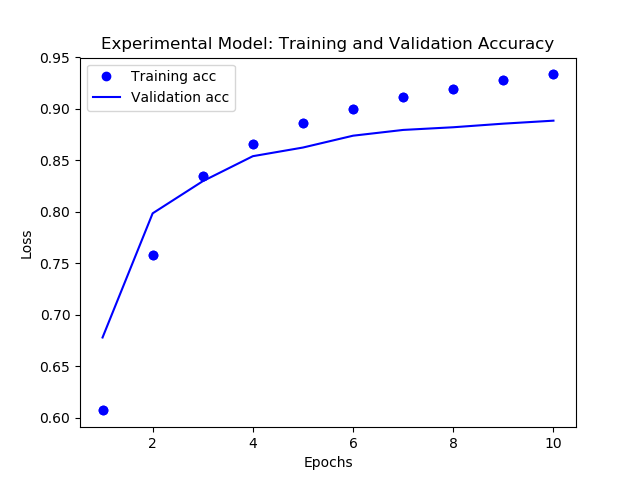 Experimental Model: Training and Validation Accuracy
Training acc
Validation acc
0.95
0.90
0.85
0.80
0.75
0.70
0.65
0.60
Loss
2 4 6 8 10
Epochs